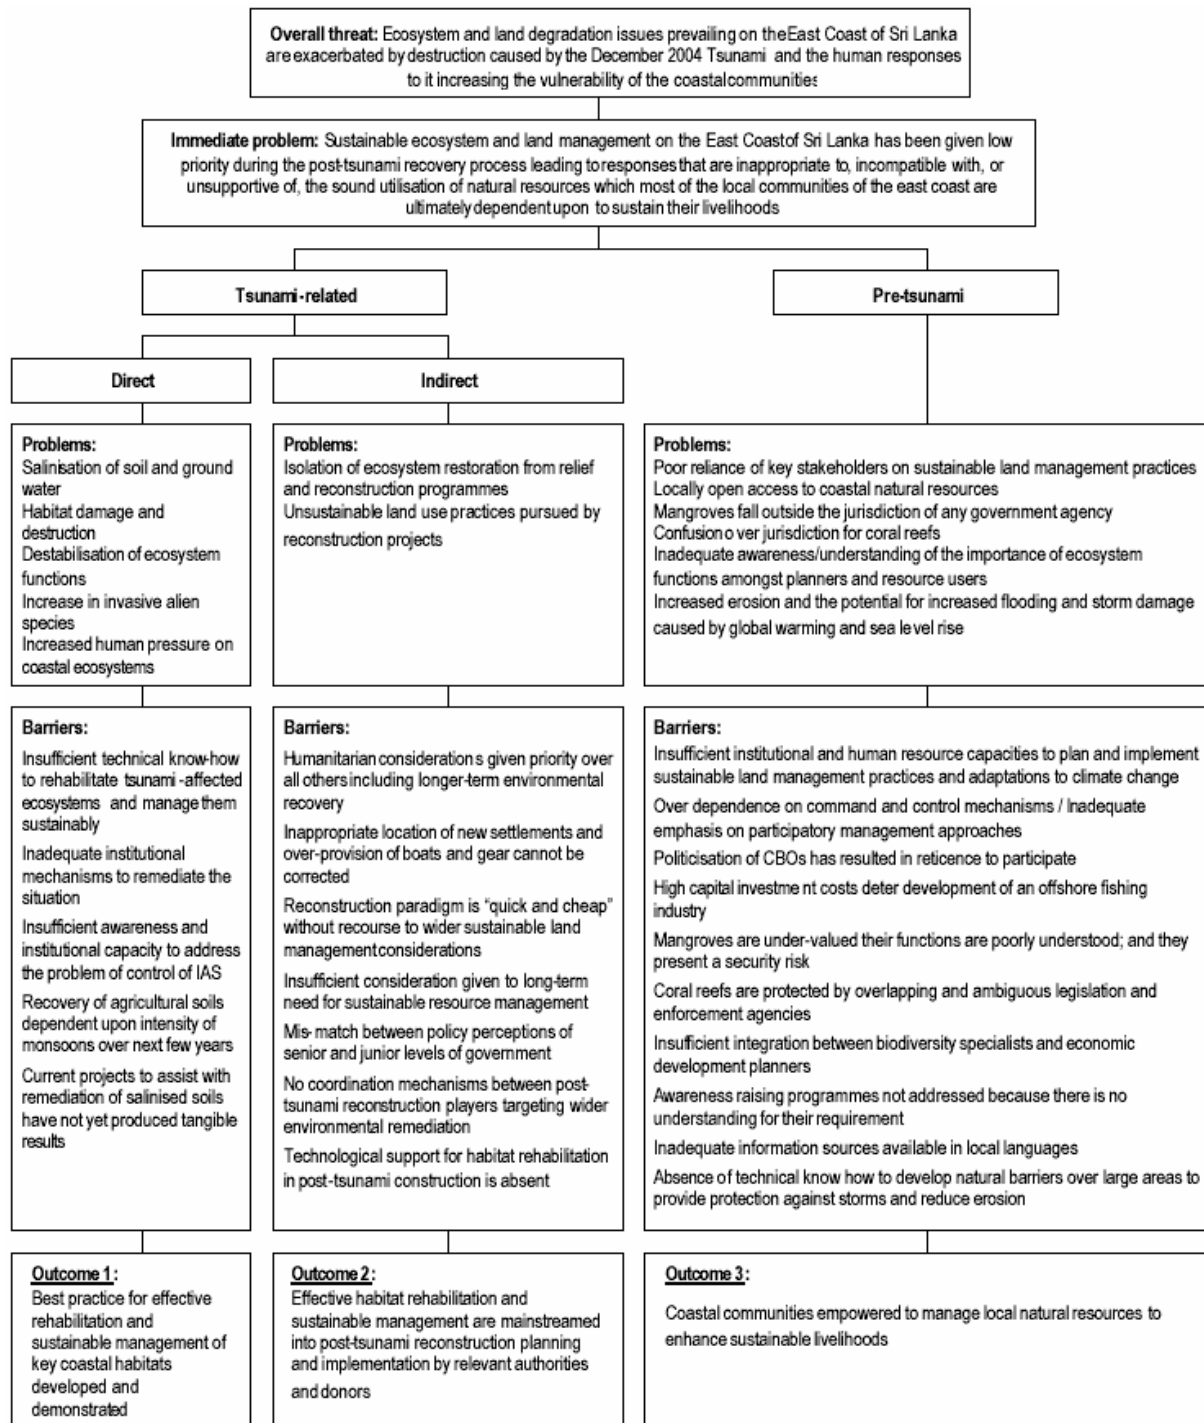 Overall threat: Ecosystem and land degradation issues prevailing on the East Coast of Sri Lanka
are exacerbated by destruction caused by the December 2004 Tsunami and the human responses
to it increasing the vulnerability of the coastal communities
Immediate problem: Sustainable ecosystem and land management on the East Coast of Sri Lanka has been given low
priority during the post-tsunami recovery process leading to responses that are inappropriate to, incompatible with, or
unsupportive of, the sound utilisation of natural resources which most of the local communities of the east coast are
ultimately dependent upon to sustain their livelihoods
Tsunami-related
Pre-tsunami
Direct
Indirect
Problems:
Salinisation of soil and ground
water
Habitat damage and
destruction
Destabilisation of ecosystem
functions
Increase in invasive alien
species
Increased human pressure on
coastal ecosystems
Problems:
Isolation of ecosystem restoration from relief
and reconstruction programmes
Unsustainable land use practices pursued by
reconstruction projects
Problems:
Poor reliance of key stakeholders on sustainable land management practices
Locally open access to coastal natural resources
Mangroves fall outside the jurisdiction of any government agency
Confusion over jurisdiction for coral reefs
Inadequate awareness/understanding of the importance of ecosystem
functions amongst planners and resource users
Increased erosion and the potential for increased flooding and storm damage
caused by global warming and sea level rise
Barriers:
Insufficient technical know-how
to rehabilitate tsunami-affected
ecosystems and manage them
sustainably
Inadequate institutional
mechanisms to remediate the
situation
Insufficient awareness and
institutional capacity to address
the problem of control of IAS
Recovery of agricultural soils
dependent upon intensity of
monsoons over next few years
Current projects to assist with
remediation of salinised soils
have not yet produced tangible
results
Barriers:
Humanitarian considerations given priority over
all others including longer-term environmental
recovery
Inappropriate location of new settlements and
over-provision of boats and gear cannot be
corrected
Reconstruction paradigm is "quick and cheap"
without recourse to wider sustainable land
management considerations
Insufficient consideration given to long-term
need for sustainable resource management
Mis-match between policy perceptions of
senior and junior levels of government
No coordination mechanisms between post-
tsunami reconstruction players targeting wider
environmental remediation
Technological support for habitat rehabilitation
in post-tsunami construction is absent
Barriers:
Insufficient institutional and human resource capacities to plan and implement
sustainable land management practices and adaptations to climate change
Over dependence on command and control mechanisms / Inadequate
emphasis on participatory management approaches
Politicisation of CBOs has resulted in reticence to participate
High capital investment costs deter development of an offshore fishing
industry
Mangroves are under-valued their functions are poorly understood; and they
present a security risk
Coral reefs are protected by overlapping and ambiguous legislation and
enforcement agencies
Insufficient integration between biodiversity specialists and economic
development planners
Awareness raising programmes not addressed because there is no
understanding for their requirement
Inadequate information sources available in local languages
Absence of technical know how to develop natural barriers over large areas to
provide protection against storms and reduce erosion
Outcome 1:
Best practice for effective
rehabilitation and
sustainable management of
key coastal habitats
developed and
demonstrated
Outcome 2:
Effective habitat rehabilitation and
sustainable management are mainstreamed
into post-tsunami reconstruction planning
and implementation by relevant authorities
and donors
Outcome 3:
Coastal communities empowered to manage local natural resources to
enhance sustainable livelihoods